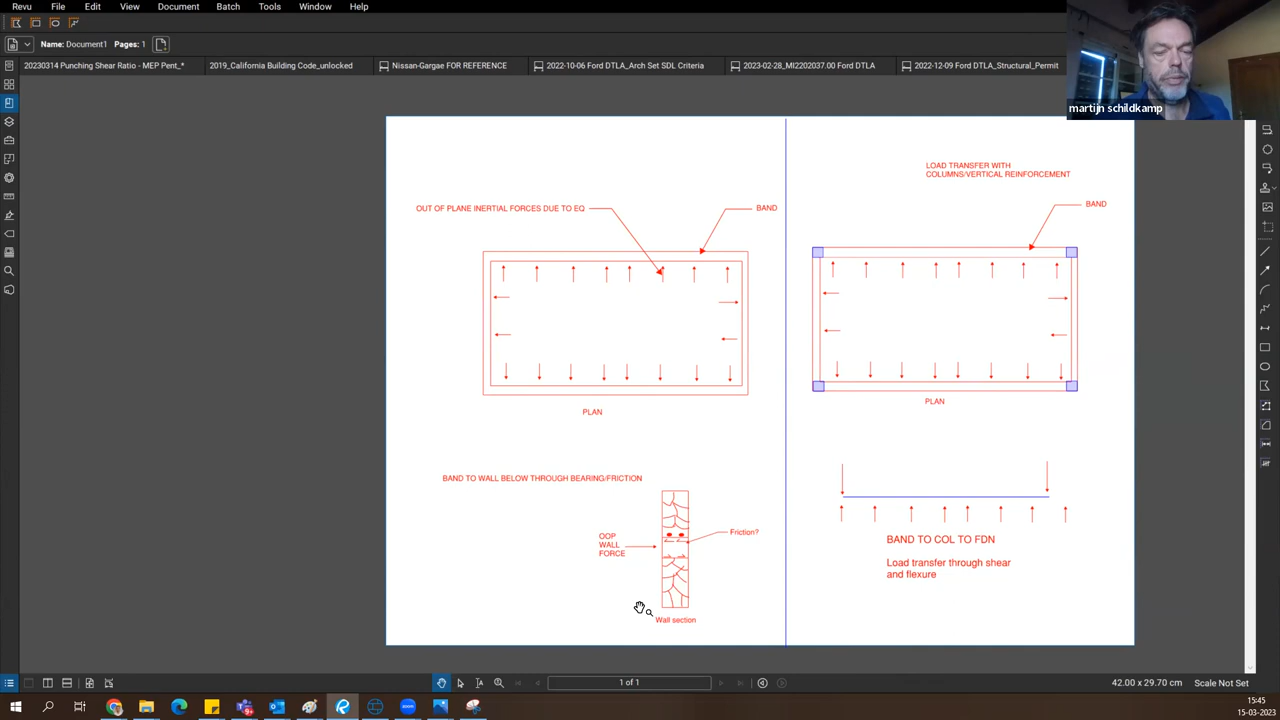 Revu File Edit View Document Batch Tools Window Help
Name: Document1 Pages: 1
20230314 Punching Shear Ratio - MEP Pent_*
2019_California Building Code_unlocked
Nissan-Gargae FOR REFERENCE
2022-10-06 Ford DTLA_Arch Set SDL Criteria
2023-02-28_MI2202037.00 Ford DTLA
2022-12-09 Ford DTLA_Structural_Permit
martijn schildkamp
OUT OF PLANE INERTIAL FORCES DUE TO EQ
BAND
PLAN
BAND TO WALL BELOW THROUGH BEARING/FRICTION
OOP
WALL
FORCE
Friction?
Wall section
LOAD TRANSFER WITH
COLUMNS/VERTICAL REINFORCEMENT
BAND
PLAN
BAND TO COL TO FDN
Load transfer through shear
and flexure
1 of 1
42.00 x 29.70 cm
Scale Not Set
zoom
15:45
15-03-2023